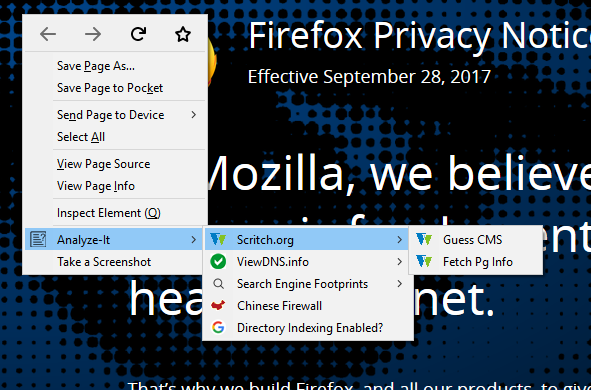 Firefox Privacy Notice
Effective September 28, 2017
Mozilla, we believe
net.
That's why we build Firefox, and all our products, to give
Save Page As...
Save Page to Pocket
Send Page to Device
Select All
View Page Source
View Page Info
Inspect Element (Q)
Analyze-It
Take a Screenshot
Scritch.org
ViewDNS.info
Search Engine Footprints
Chinese Firewall
Directory Indexing Enabled?
Guess CMS
Fetch Pg Info